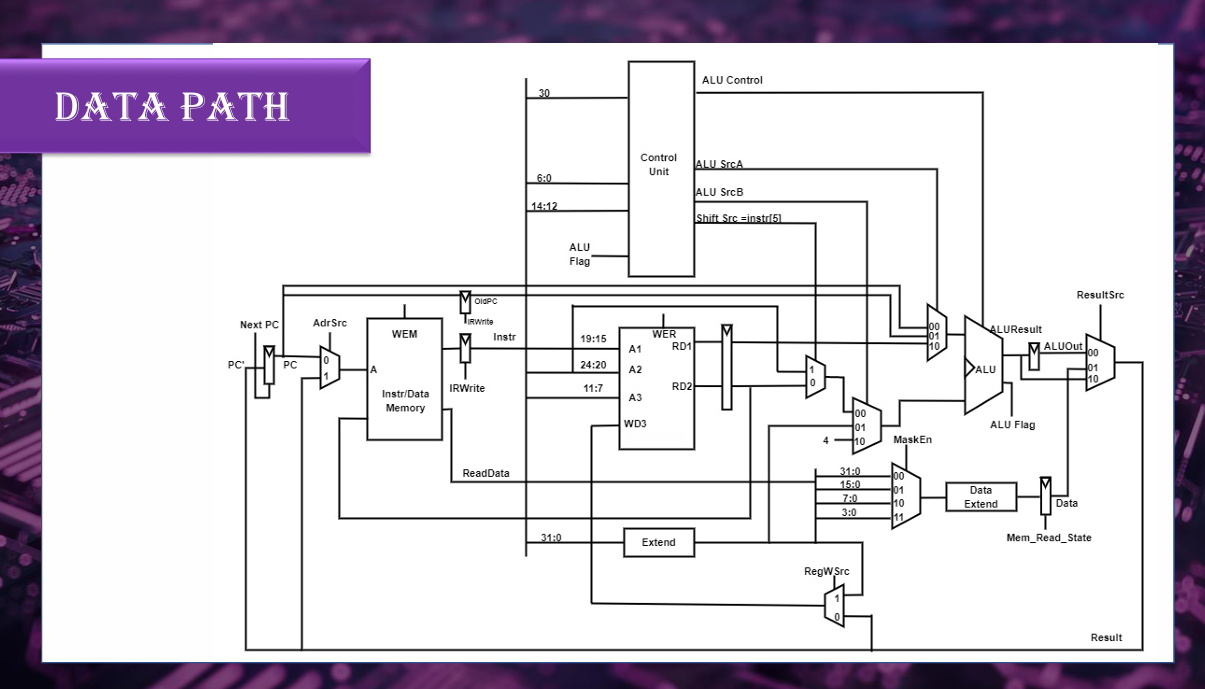 DATA PATH
ALU Control
30
Control
Unit
ALU SrcA
6:0
ALU SrcB
14:12
Shift Src =instr[5]
ALU
Flag
ResultSrc
OldPC
IRWrite
Next PC
AdrSrc
WEM
Instr
19:15
WER
RD1
A1
00
01
10
ALUResult
ALUOut
00
01
10
PC'
PC
0
1
A
24:20
A2
1
0
ALU
IRWrite
11:7
RD2
A3
Instr/Data
Memory
WD3
00
01
10
4
ALU Flag
MaskEn
ReadData
31:0
15:0
7:0
3:0
00
01
10
11
Data
Extend
Data
Mem_Read_State
31:0
Extend
RegWSrc
1
0
Result